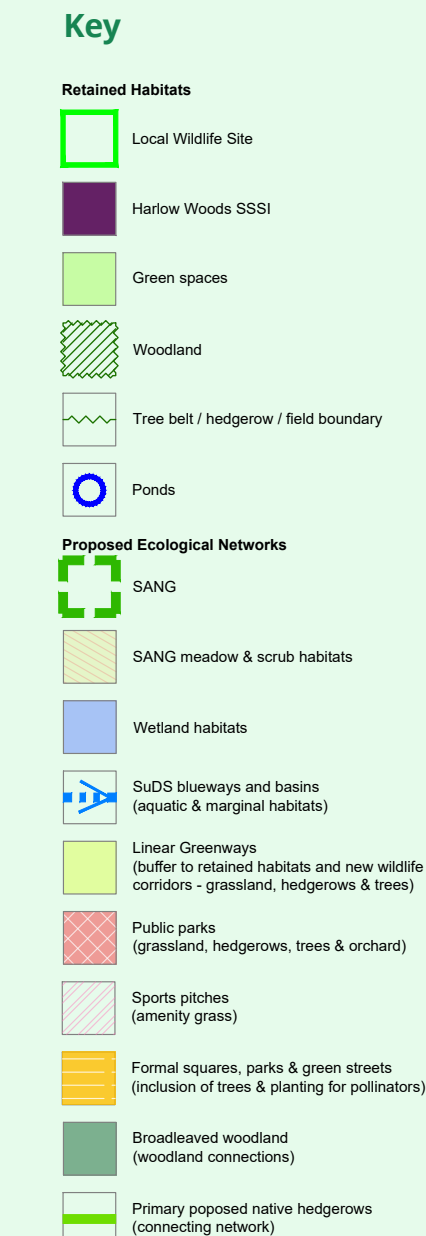 Key
Retained Habitats
Local Wildlife Site
Harlow Woods SSSI
Green spaces
Woodland
Tree belt / hedgerow / field boundary
Ponds
Proposed Ecological Networks
SANG
SANG meadow & scrub habitats
Wetland habitats
SuDS blueways and basins
(aquatic & marginal habitats)
Linear Greenways
(buffer to retained habitats and new wildlife
corridors - grassland, hedgerows & trees)
Public parks
(grassland, hedgerows, trees & orchard)
Sports pitches
(amenity grass)
Formal squares, parks & green streets
(inclusion of trees & planting for pollinators)
Broadleaved woodland
(woodland connections)
Primary poposed native hedgerows
(connecting network)